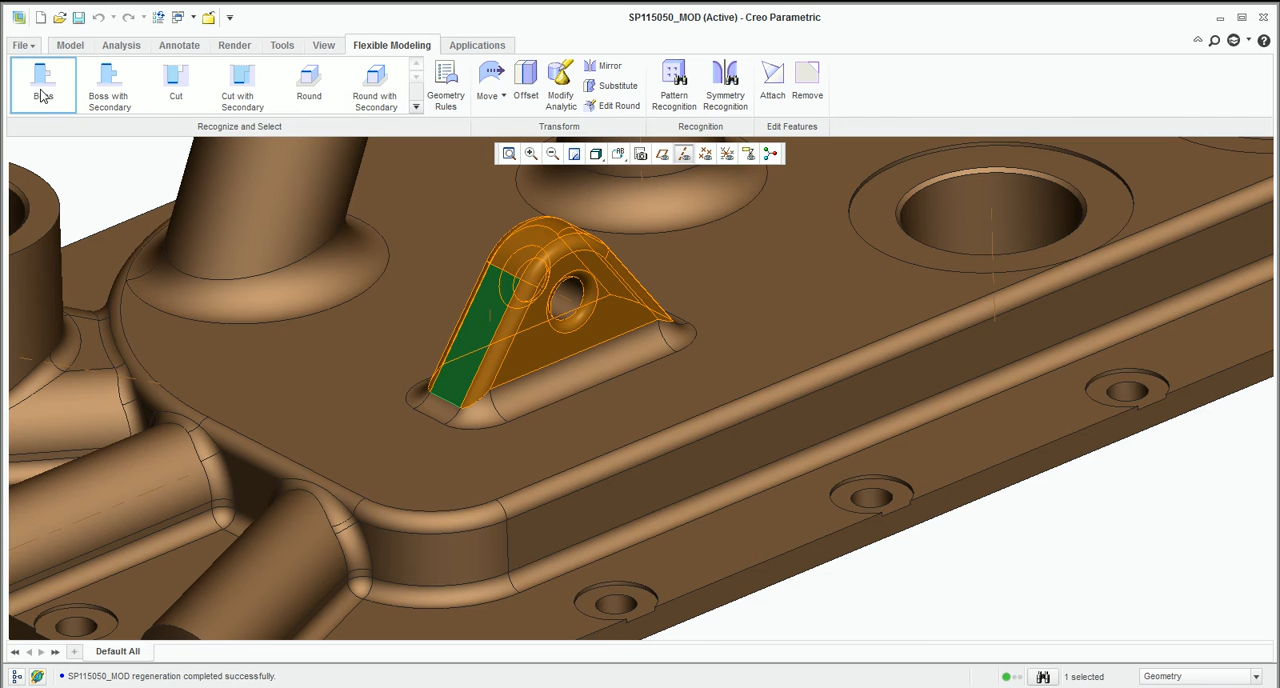 SP115050_MOD (Active) - Creo Parametric
File Model Analysis Annotate Render Tools View Flexible Modeling Applications
Boss Boss with Secondary Cut Cut with Secondary Round Round with Secondary Geometry Rules Move Offset Modify Analytic Mirror Substitute Edit Round Pattern Recognition Symmetry Recognition Attach Remove
Recognize and Select Transform Recognition Edit Features
Default All
SP115050_MOD regeneration completed successfully. 1 selected Geometry